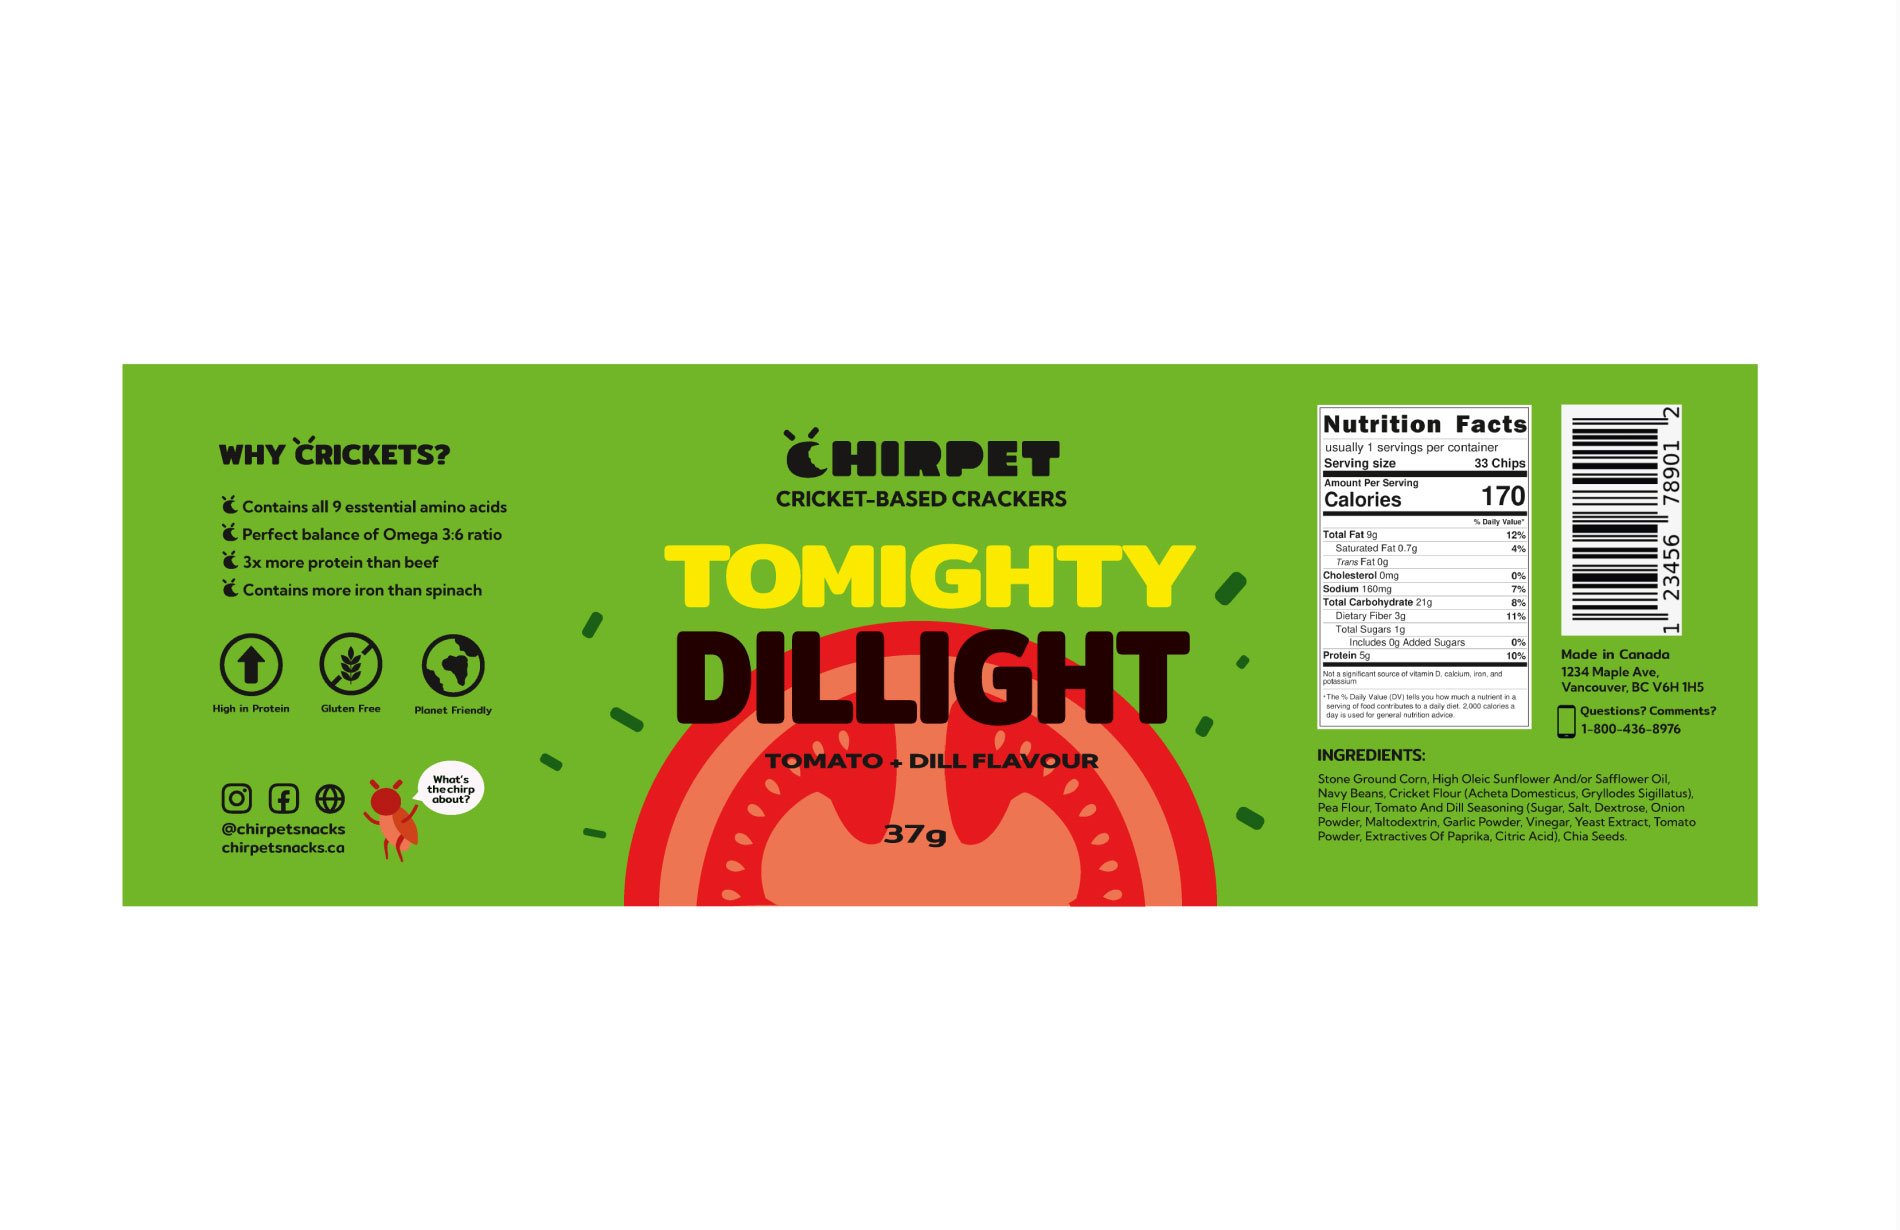 WHY CRICKETS?
Contains all 9 esstential amino acids
Perfect balance of Omega 3:6 ratio
3x more protein than beef
Contains more iron than spinach
High in Protein
Gluten Free
Planet Friendly
What's
the chirp
about?
@chirpetsnacks
chirpetsnacks.ca
CHIRPET
CRICKET-BASED CRACKERS
TOMIGHTY
DILLIGHT
TOMATO + DILL FLAVOUR
37g
Nutrition Facts
usually 1 servings per container
Serving size 33 Chips
Amount Per Serving
Calories 170
% Daily Value*
Total Fat 9g 12%
Saturated Fat 0.7g 4%
Trans Fat 0g
Cholesterol 0mg 0%
Sodium 160mg 7%
Total Carbohydrate 21g 8%
Dietary Fiber 3g 11%
Total Sugars 1g
Includes 0g Added Sugars 0%
Protein 5g 10%
Not a significant source of vitamin D, calcium, iron, and
potassium
*The % Daily Value (DV) tells you how much a nutrient in a
serving of food contributes to a daily diet. 2,000 calories a
day is used for general nutrition advice.
INGREDIENTS:
Stone Ground Corn, High Oleic Sunflower And/or Safflower Oil,
Navy Beans, Cricket Flour (Acheta Domesticus, Gryllodes Sigillatus),
Pea Flour, Tomato And Dill Seasoning (Sugar, Salt, Dextrose, Onion
Powder, Maltodextrin, Garlic Powder, Vinegar, Yeast Extract, Tomato
Powder, Extractives Of Paprika, Citric Acid), Chia Seeds.
1 23456 78901 2
Made in Canada
1234 Maple Ave,
Vancouver, BC V6H 1H5
Questions? Comments?
1-800-436-8976